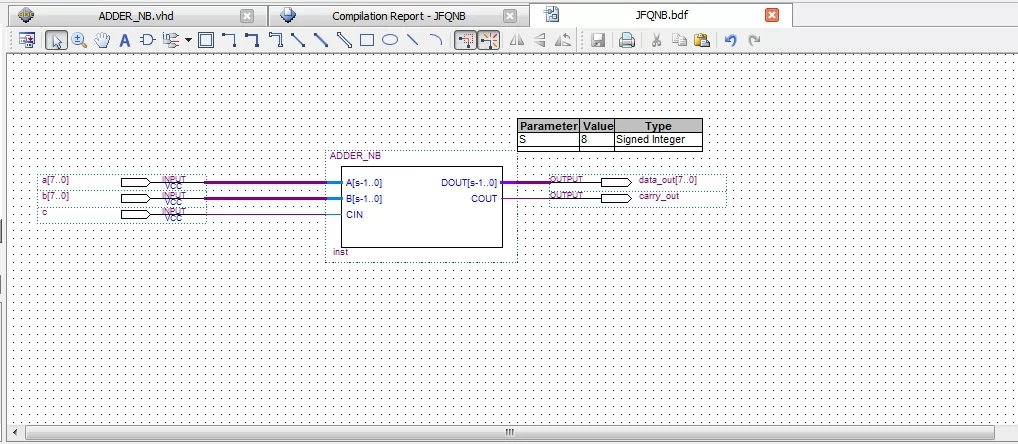 ADDER_NB.vhd
Compilation Report - JFQNB
JFQNB.bdf
A
Parameter Value Type
S 8 Signed Integer
ADDER_NB
a[7..0] INPUT VCC
A[s-1..0] DOUT[s-1..0]
OUTPUT data_out[7..0]
b[7..0] INPUT VCC
B[s-1..0] COUT
OUTPUT carry_out
c INPUT VCC
CIN
inst